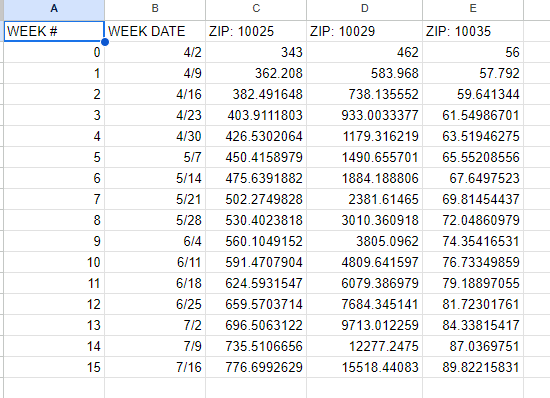 A B C D E
WEEK # WEEK DATE ZIP: 10025 ZIP: 10029 ZIP: 10035
0 4/2 343 462 56
1 4/9 362.208 583.968 57.792
2 4/16 382.491648 738.135552 59.641344
3 4/23 403.9111803 933.0033377 61.54986701
4 4/30 426.5302064 1179.316219 63.51946275
5 5/7 450.4158979 1490.655701 65.55208556
6 5/14 475.6391882 1884.188806 67.6497523
7 5/21 502.2749828 2381.61465 69.81454437
8 5/28 530.4023818 3010.360918 72.04860979
9 6/4 560.1049152 3805.0962 74.35416531
10 6/11 591.4707904 4809.641597 76.73349859
11 6/18 624.5931547 6079.386979 79.18897055
12 6/25 659.5703714 7684.345141 81.72301761
13 7/2 696.5063122 9713.012259 84.33815417
14 7/9 735.5106656 12277.2475 87.0369751
15 7/16 776.6992629 15518.44083 89.82215831